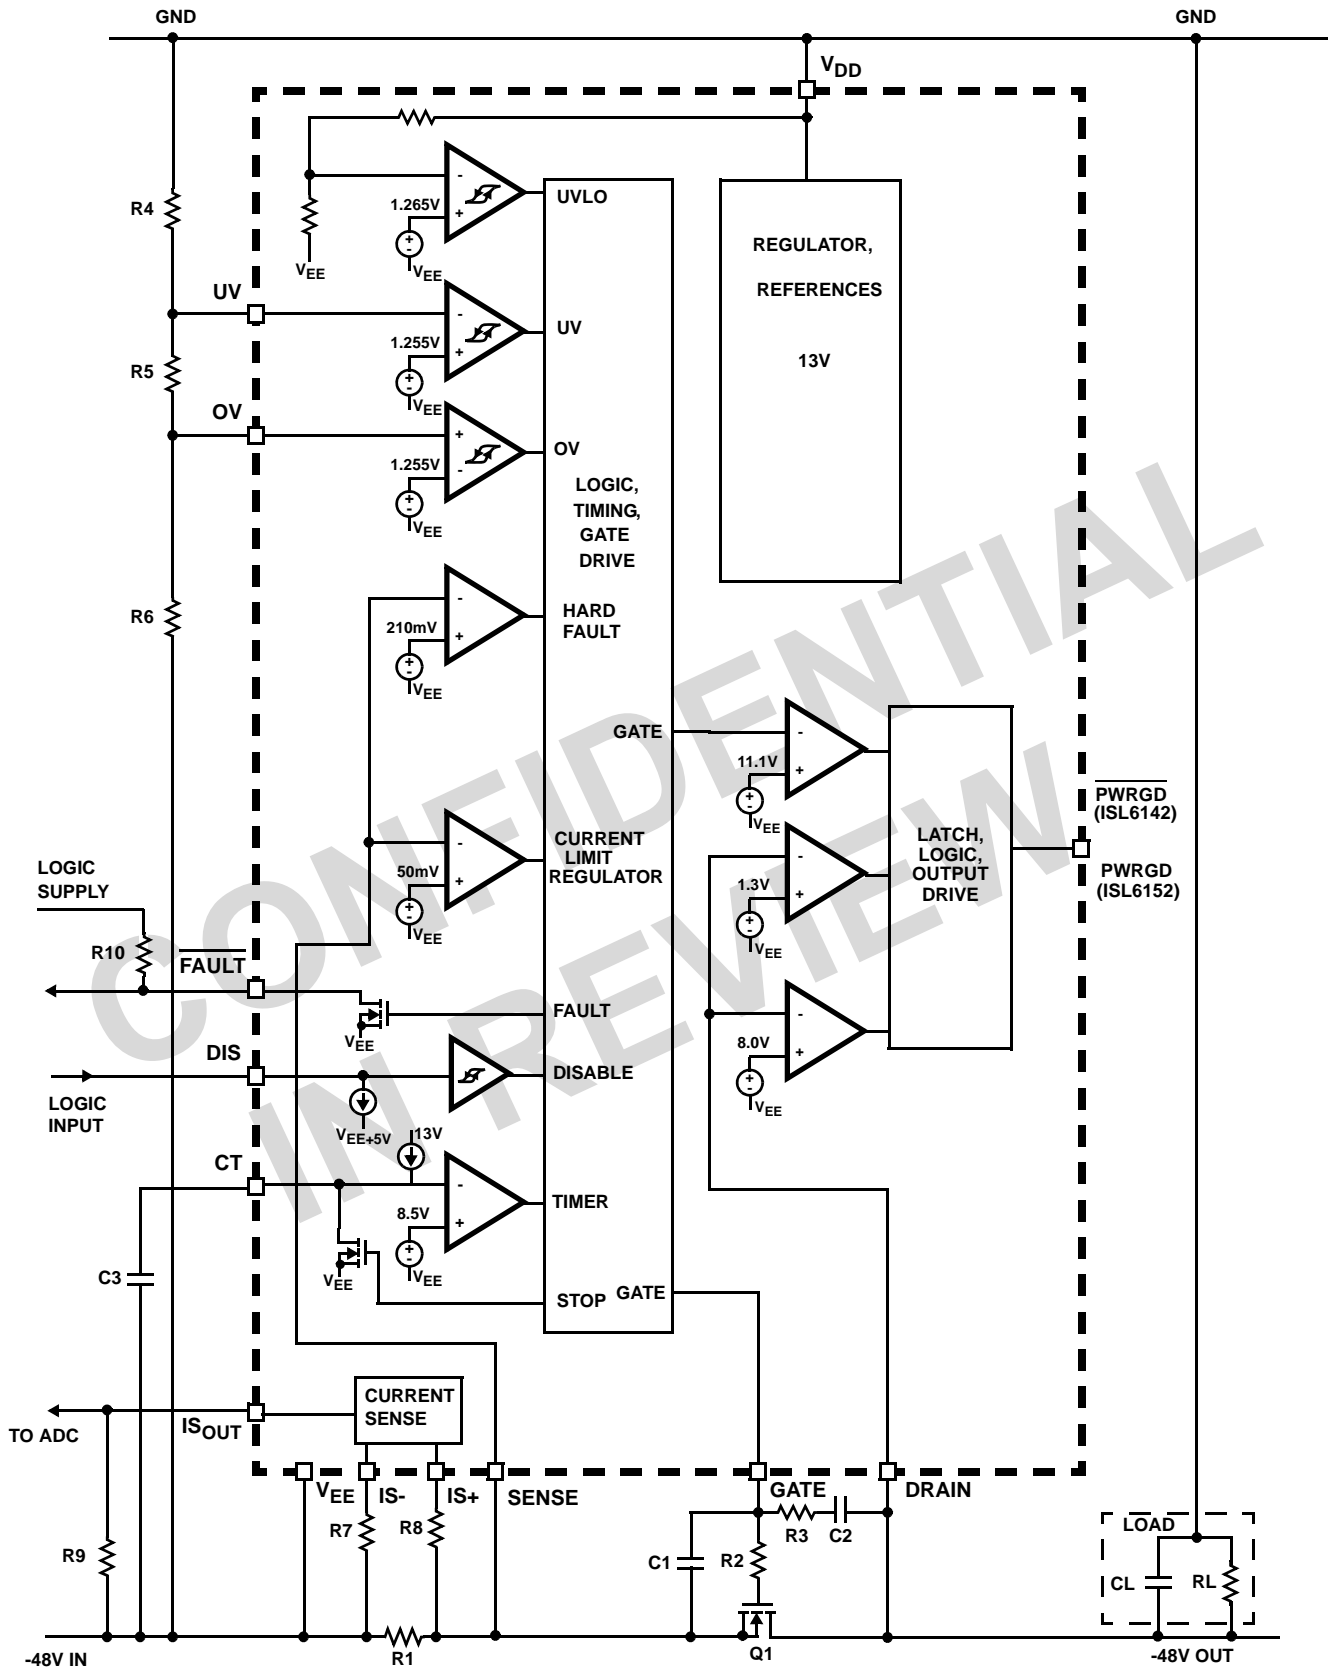 GND
GND
VDD
R4
1.265V
-
+
+
-
VEE
VEE
UVLO
REGULATOR,
REFERENCES
13V
UV
-
1.255V
+
+
-
VEE
UV
R5
OV
+
1.255V
-
+
-
VEE
OV
LOGIC,
TIMING,
GATE
DRIVE
R6
-
210mV
+
+
-
VEE
HARD
FAULT
GATE
-
11.1V
+
+
-
VEE
PWRGD
(ISL6142)
PWRGD
(ISL6152)
LATCH,
LOGIC,
OUTPUT
DRIVE
-
50mV
+
+
-
VEE
CURRENT
LIMIT
REGULATOR
-
1.3V
+
+
-
VEE
LOGIC
SUPPLY
R10
FAULT
VEE
FAULT
-
8.0V
+
+
-
VEE
DIS
DISABLE
LOGIC
INPUT
VEE+5V
13V
CT
-
8.5V
+
+
-
VEE
TIMER
VEE
C3
STOP
GATE
CURRENT
SENSE
TO ADC
ISOUT
VEE
IS-
IS+
SENSE
GATE
DRAIN
R9
R7
R8
C1
R2
R3
C2
LOAD
CL
RL
-48V IN
R1
Q1
-48V OUT
CONFIDENTIAL
IN REVIEW